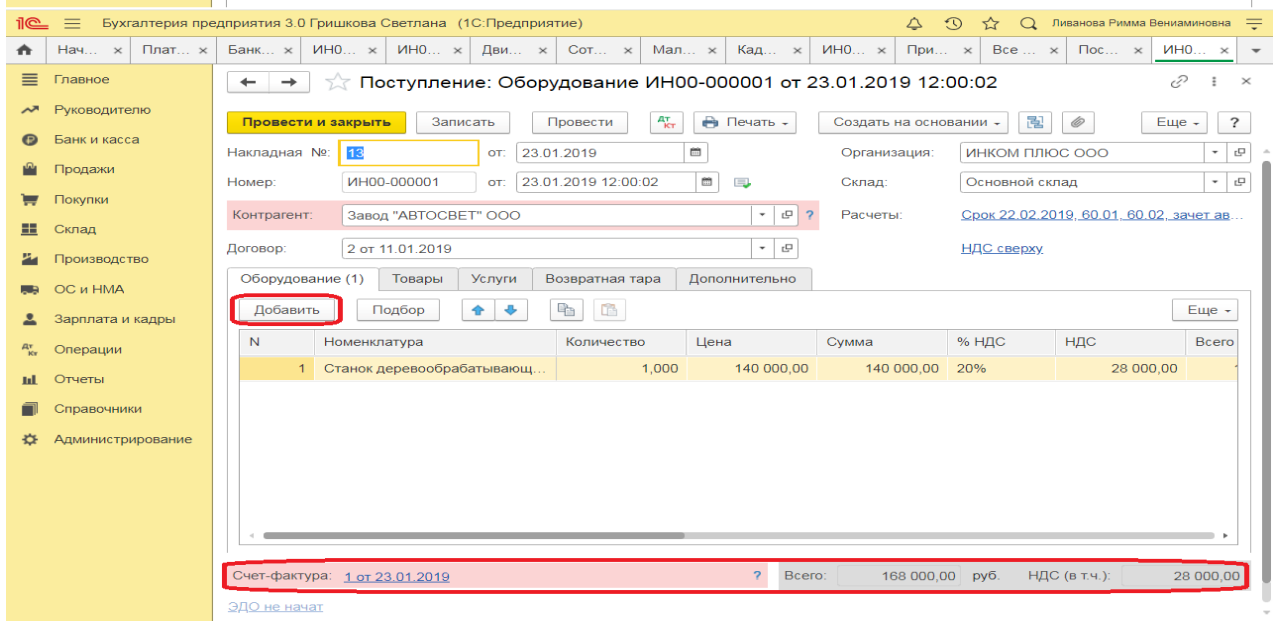 1С Бухгалтерия предприятия 3.0 Гришкова Светлана (1С:Предприятие) Ливанова Римма Вениаминовна
Нач... × Плат... × Банк... × ИН0... × ИН0... × Дви... × Сот... × Мал... × Кад... × ИН0... × При... × Все ... × Пос... × ИН0... ×
Главное
Руководителю
Банк и касса
Продажи
Покупки
Склад
Производство
ОС и НМА
Зарплата и кадры
Операции
Отчеты
Справочники
Администрирование
Поступление: Оборудование ИН00-000001 от 23.01.2019 12:00:02
Провести и закрыть Записать Провести Дт Кт Печать Создать на основании Еще ?
Накладная №: 13 от: 23.01.2019 Организация: ИНКОМ ПЛЮС ООО
Номер: ИН00-000001 от: 23.01.2019 12:00:02 Склад: Основной склад
Контрагент: Завод "АВТОСВЕТ" ООО ? Расчеты: Срок 22.02.2019, 60.01, 60.02, зачет ав...
Договор: 2 от 11.01.2019 НДС сверху
Оборудование (1) Товары Услуги Возвратная тара Дополнительно
Добавить Подбор Еще
N Номенклатура Количество Цена Сумма % НДС НДС Всего
1 Станок деревообрабатывающ... 1,000 140 000,00 140 000,00 20% 28 000,00
Счет-фактура: 1 от 23.01.2019 ? Всего: 168 000,00 руб. НДС (в т.ч.): 28 000,00
ЭДО не начат